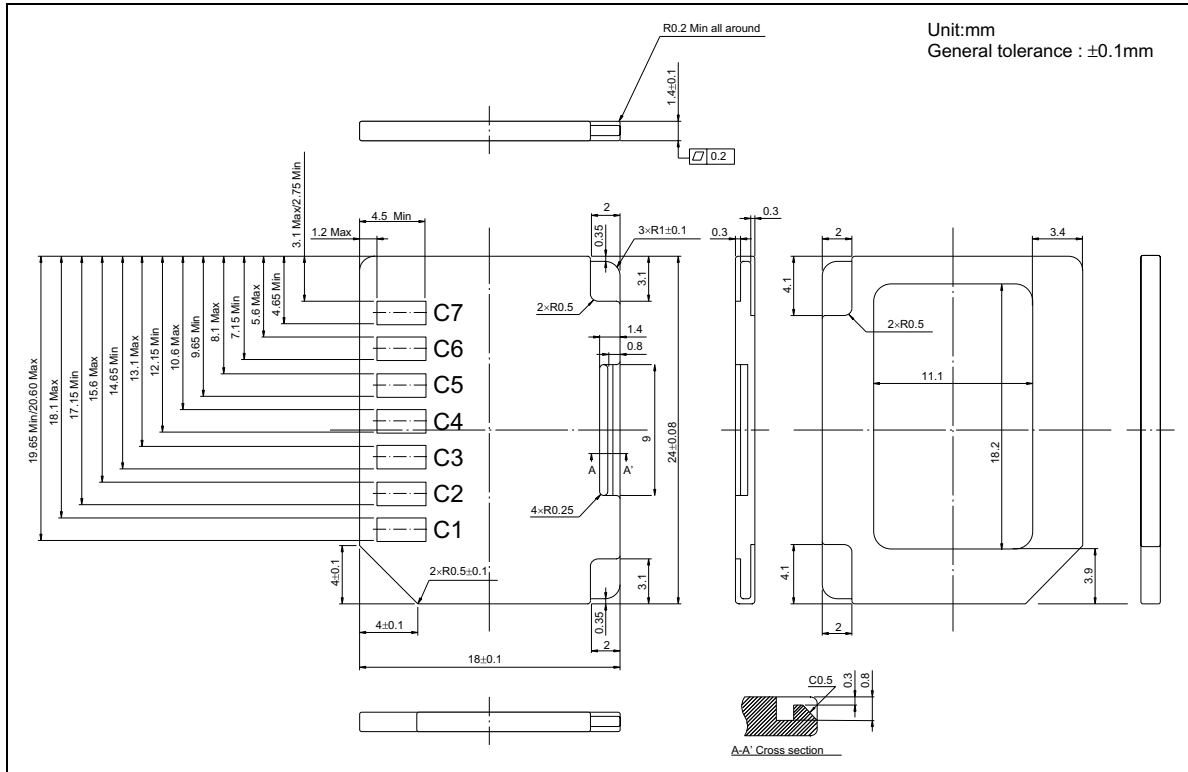 Unit:mm
General tolerance : ±0.1mm
R0.2 Min all around
1.4±0.1
0.2
3.1 Max/2.75 Min
4.5 Min
1.2 Max
2
0.35
3×R1±0.1
0.3
0.3
2
3.4
19.65 Min/20.60 Max
18.1 Max
17.15 Min
15.6 Max
14.65 Min
13.1 Max
12.15 Min
10.6 Max
9.65 Min
8.1 Max
7.15 Min
5.6 Max
4.65 Min
3.1
4.1
2×R0.5
2×R0.5
C7
C6
C5
C4
C3
C2
C1
1.4
0.8
11.1
9
24±0.08
18.2
A A'
4×R0.25
4±0.1
2×R0.5±0.1
3.1
4.1
3.9
4±0.1
0.35
2
2
18±0.1
C0.5
0.3
0.8
A-A' Cross section